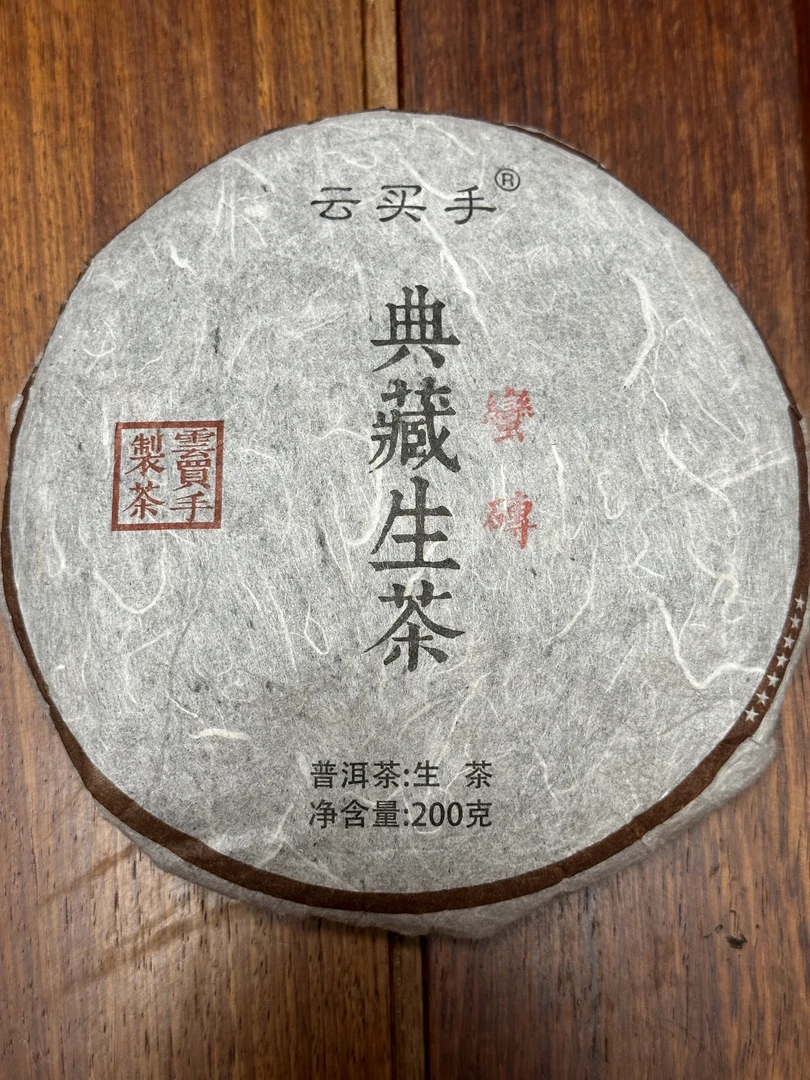 云买手®
典藏生茶
蠻磚
雲買手
製茶
普洱茶:生 茶
净含量:200克